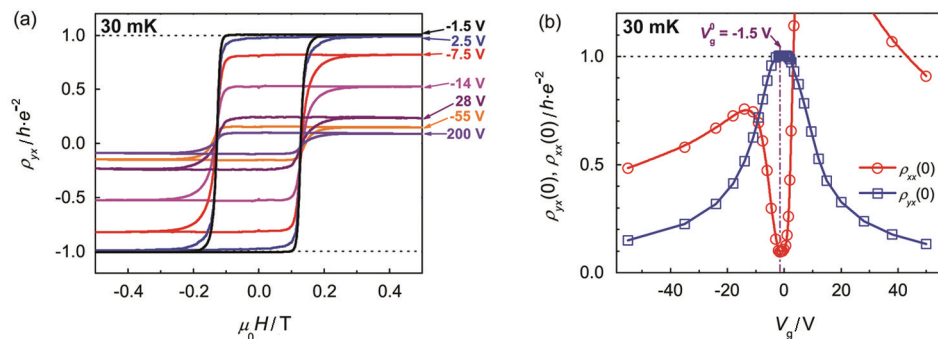 (a)
30 mK
1.0
0.5
0.0
-0.5
-1.0
ρyx/h·e⁻²
-0.4
-0.2
0.0
0.2
0.4
μ₀H/T
-1.5 V
2.5 V
-7.5 V
-14 V
28 V
-55 V
200 V
(b)
30 mK
Vg⁰ = -1.5 V
1.0
0.5
0.0
ρyx(0), ρxx(0)/h·e⁻²
ρxx(0)
ρyx(0)
-60
-40
-20
0
20
40
Vg/V